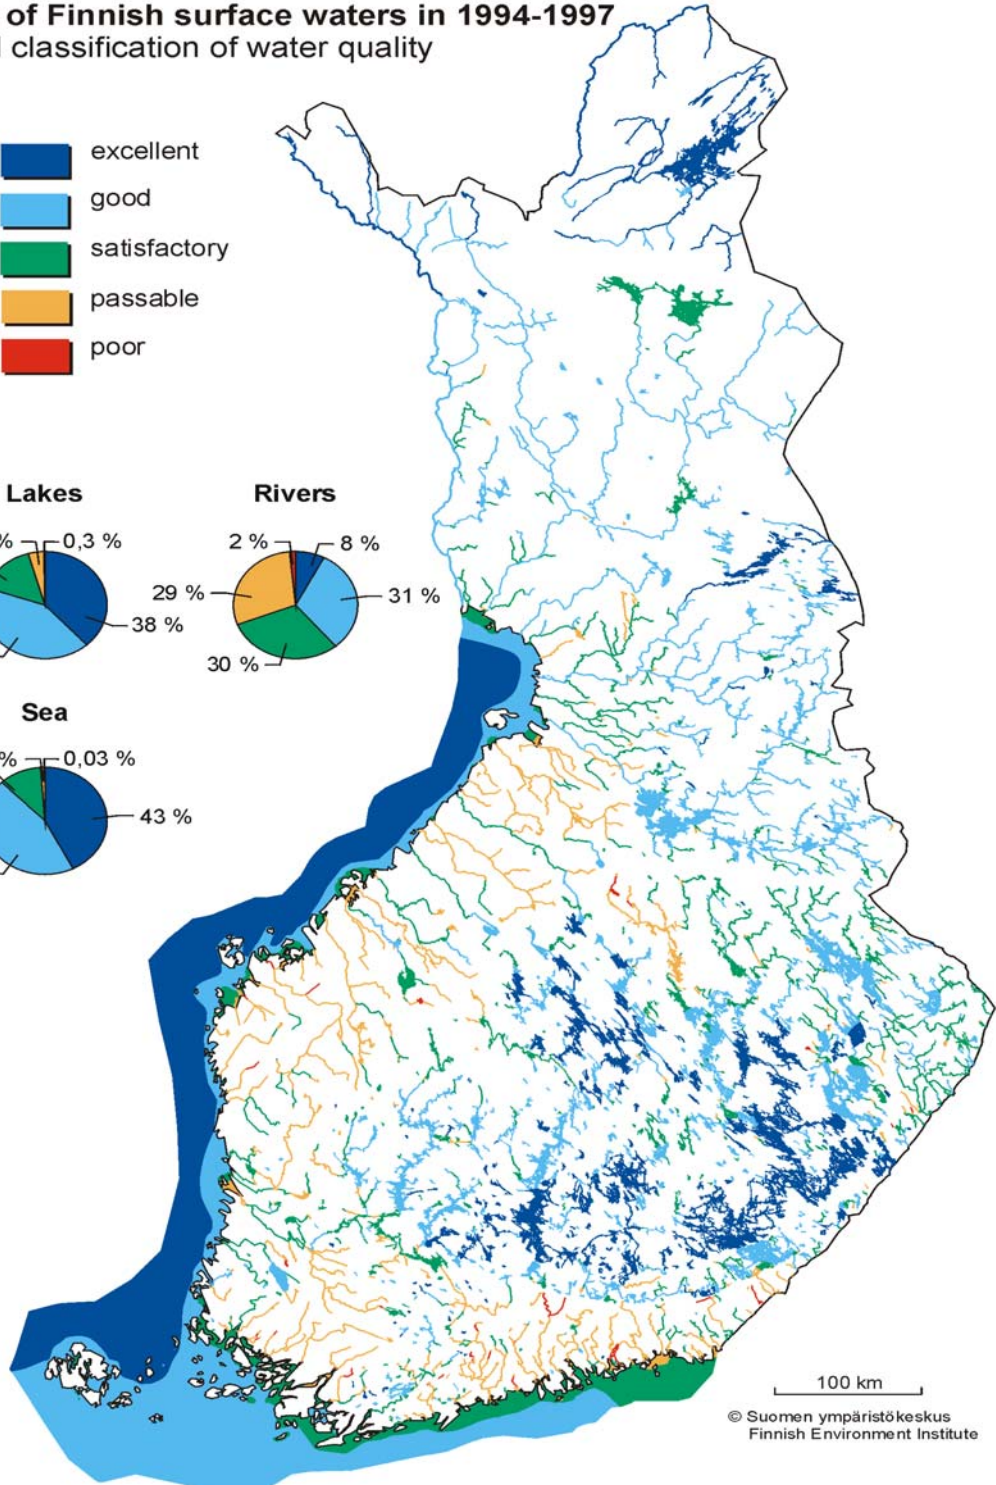 of Finnish surface waters in 1994-1997
classification of water quality
excellent
good
satisfactory
passable
poor
Lakes
%
0,3 %
38 %
Rivers
2 %
8 %
29 %
31 %
30 %
Sea
%
0,03 %
43 %
100 km
© Suomen ympäristökeskus
Finnish Environment Institute